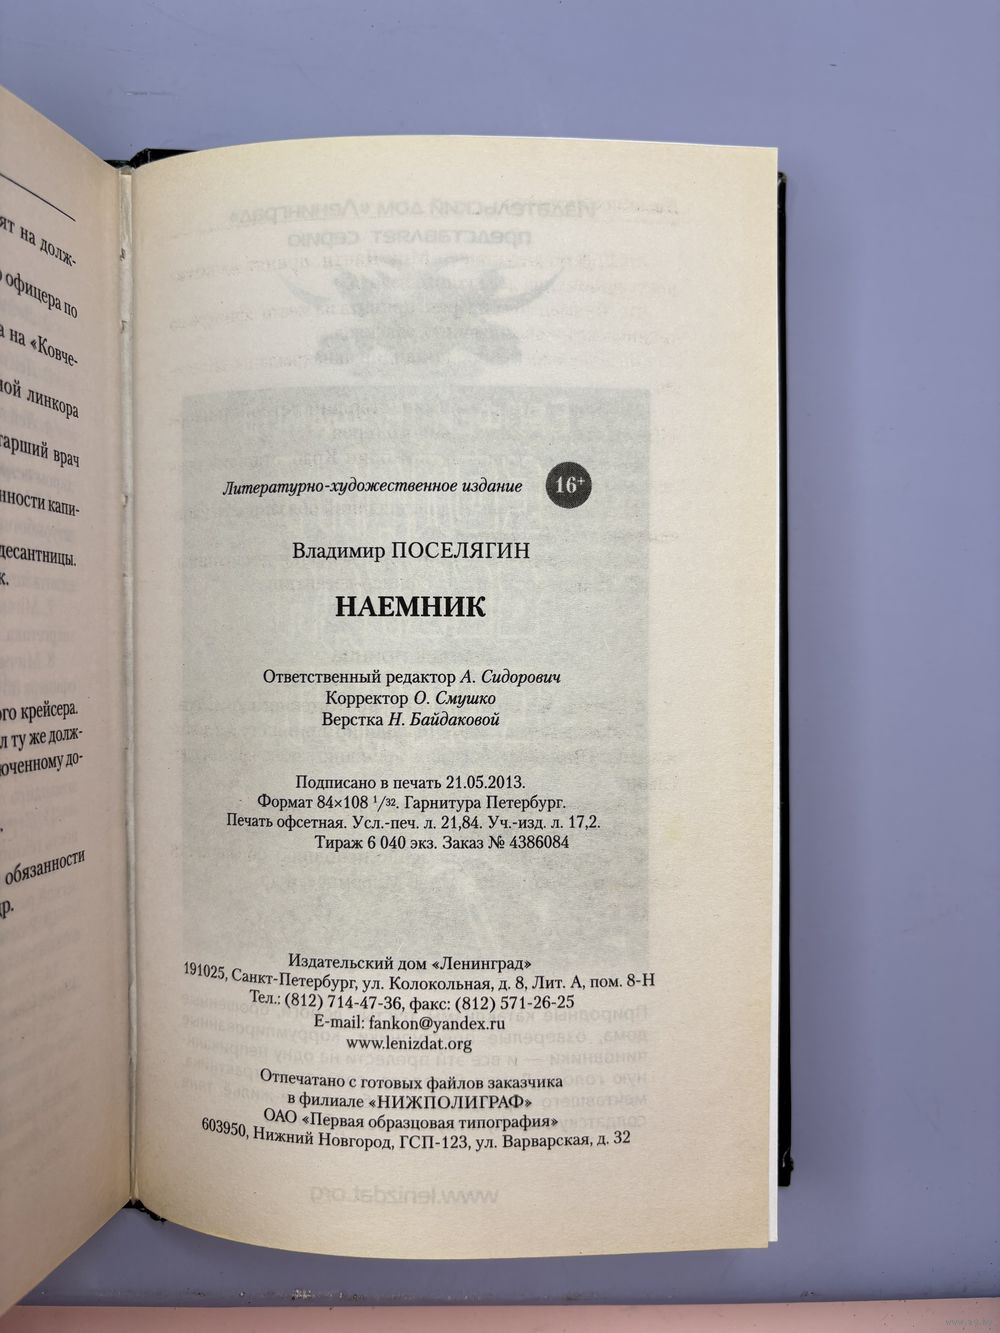 ят на долж-
офицера по
а на «Ковче-
ной линкора
тарший врач
нности капи-
десантницы.
к.
ого крейсера.
л ту же долж-
юченному до-
обязанности
др.
Литературно-художественное издание 16+
Владимир ПОСЕЛЯГИН
НАЕМНИК
Ответственный редактор А. Сидорович
Корректор О. Смушко
Верстка Н. Байдаковой
Подписано в печать 21.05.2013.
Формат 84×108 1/32. Гарнитура Петербург.
Печать офсетная. Усл.-печ. л. 21,84. Уч.-изд. л. 17,2.
Тираж 6 040 экз. Заказ № 4386084
Издательский дом «Ленинград»
191025, Санкт-Петербург, ул. Колокольная, д. 8, Лит. А, пом. 8-Н
Тел.: (812) 714-47-36, факс: (812) 571-26-25
E-mail: fankon@yandex.ru
www.lenizdat.org
Отпечатано с готовых файлов заказчика
в филиале «НИЖПОЛИГРАФ»
ОАО «Первая образцовая типография»
603950, Нижний Новгород, ГСП-123, ул. Варварская, д. 32